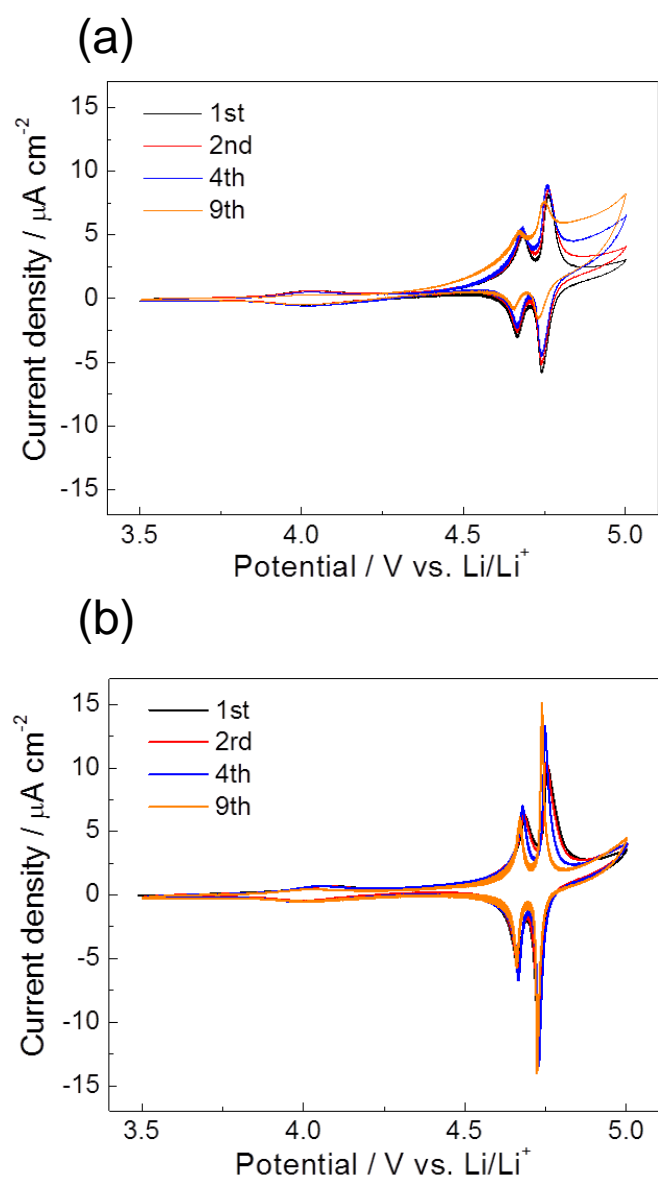 (a)
15
10
5
0
-5
-10
-15
Current density / μA cm⁻²
1st
2nd
4th
9th
3.5 4.0 4.5 5.0
Potential / V vs. Li/Li⁺
(b)
15
10
5
0
-5
-10
-15
Current density / μA cm⁻²
1st
2rd
4th
9th
3.5 4.0 4.5 5.0
Potential / V vs. Li/Li⁺